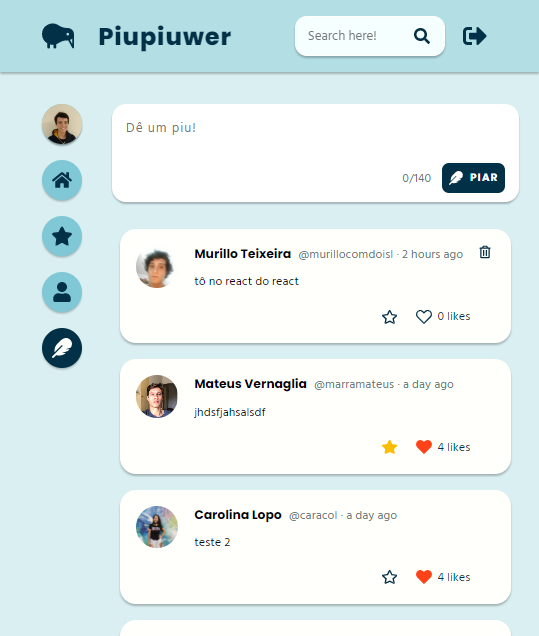 Piupiuwer
Search here!
Dê um piu!
0/140
PIAR
Murillo Teixeira @murillocomdoisl · 2 hours ago
tô no react do react
0 likes
Mateus Vernaglia @marramateus · a day ago
jhdsfjahsalsdf
4 likes
Carolina Lopo @caracol · a day ago
teste 2
4 likes